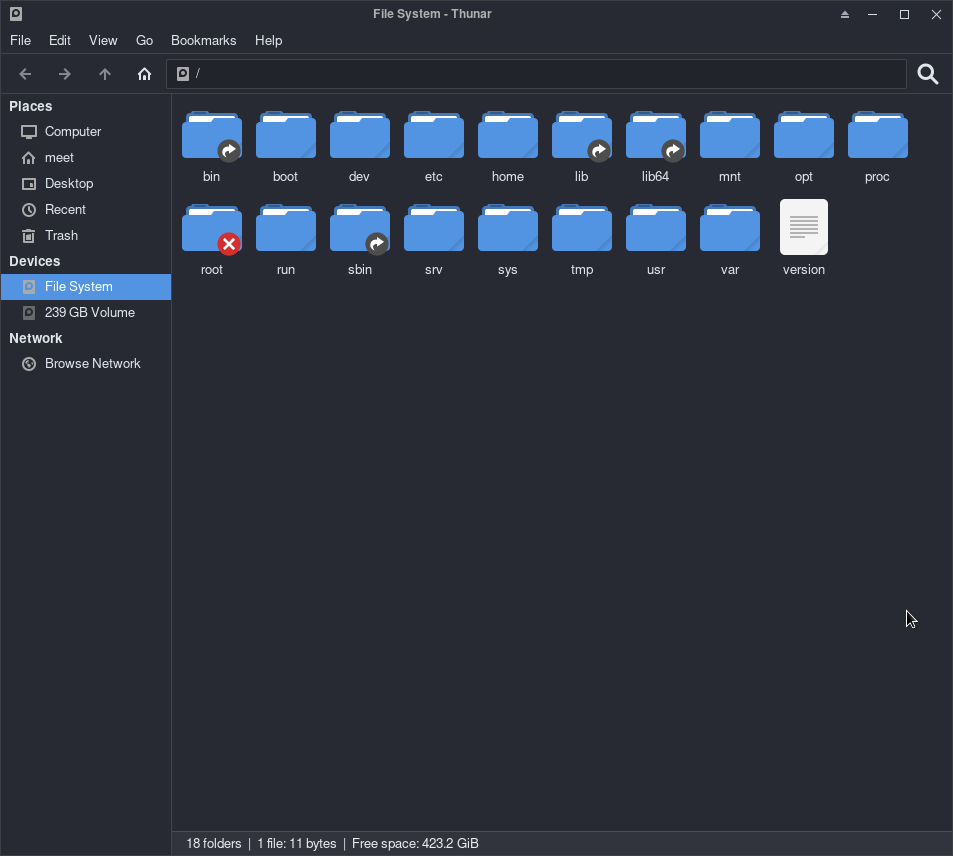 File System - Thunar
File Edit View Go Bookmarks Help
/
Places
Computer
meet
Desktop
Recent
Trash
Devices
File System
239 GB Volume
Network
Browse Network
bin boot dev etc home lib lib64 mnt opt proc
root run sbin srv sys tmp usr var version
18 folders | 1 file: 11 bytes | Free space: 423.2 GiB